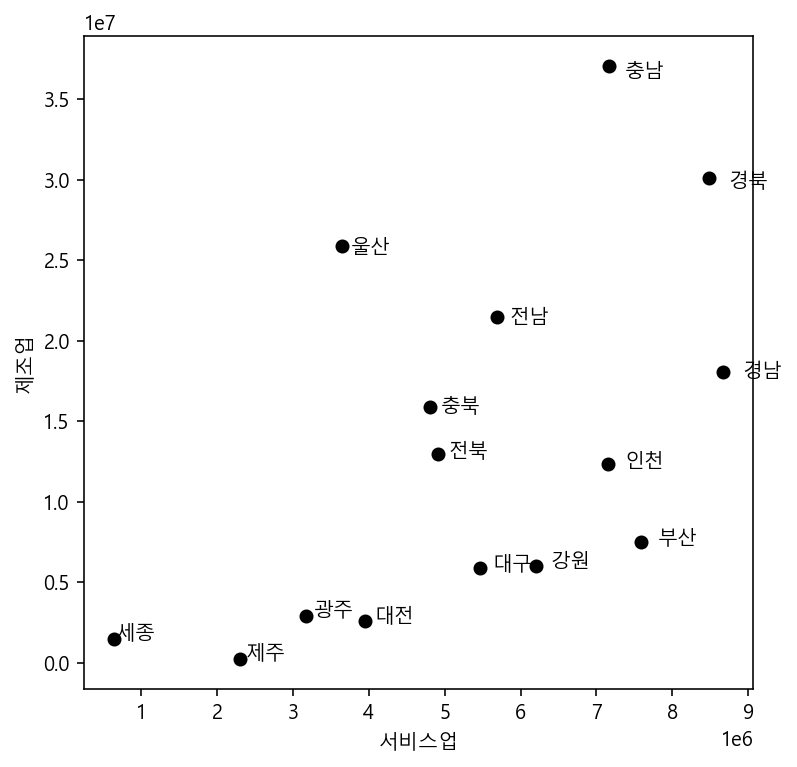 1e7
충남
3.5
3.0
경북
2.5
울산
전남
2.0
제조업
경남
충북
1.5
전북
인천
1.0
부산
0.5
대구
강원
광주
대전
세종
제주
0.0
1 2 3 4 5 6 7 8 9
서비스업
1e6